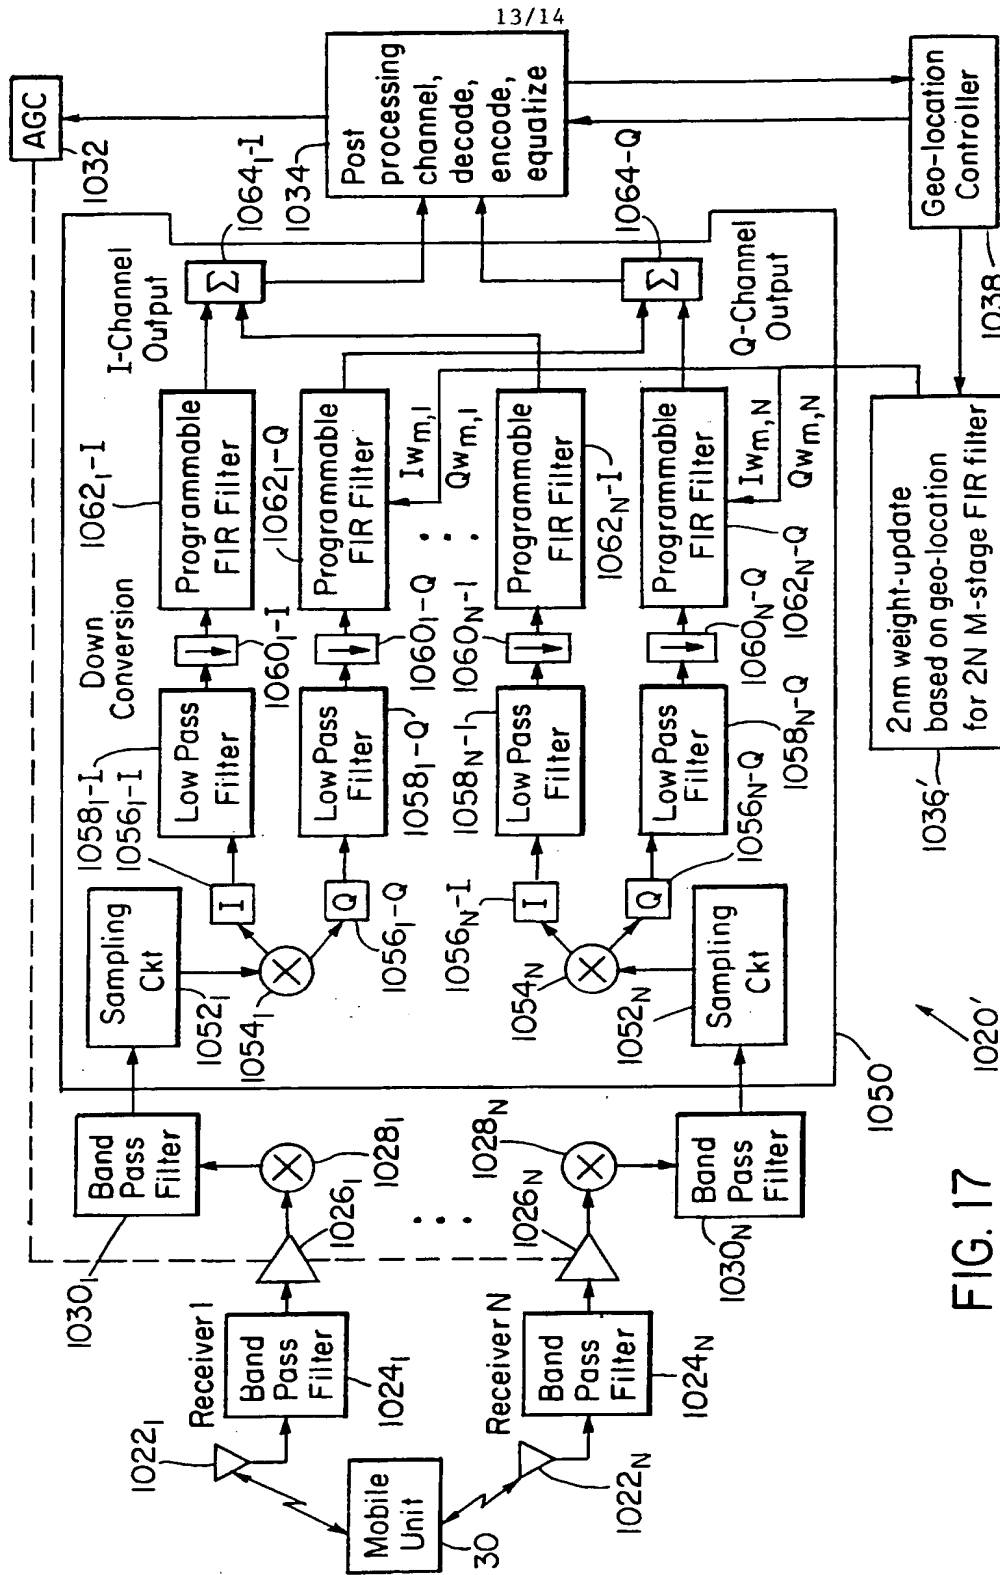 13/14
AGC
1032
Post
processing
channel,
decode,
encode,
equatize
1034
Geo-location
Controller
1038
I-Channel
Output
1064₁-I
Σ
1064-Q
Σ
Q-Channel
Output
Down
Conversion
1062₁-I
Programmable
FIR Filter
1062₁-Q
Programmable
FIR Filter
Iwₘ,₁
Qwₘ,₁
Programmable
FIR Filter
1062N-I
Programmable
FIR Filter
1062N-Q
Iwₘ,N
Qwₘ,N
1060₁-I
1060₁-Q
1060N-I
1060N-Q
1058₁-I
Low Pass
Filter
Low Pass
Filter
1058₁-Q
1058N-I
Low Pass
Filter
Low Pass
Filter
1058N-Q
1056₁-I
I
Q
1056₁-Q
1056N-I
I
Q
1056N-Q
Sampling
Ckt
1052₁
1054₁
1054N
1052N
Sampling
Ckt
1050
2nm weight-update
based on geo-location
for 2N M-stage FIR filter
1036'
1020'
Band
Pass
Filter
1030₁
1028₁
1026₁
1028N
1026N
Band
Pass
Filter
1030N
Receiver 1
Band
Pass
Filter
1024₁
1022₁
Receiver N
Band
Pass
Filter
1024N
1022N
Mobile
Unit
30
FIG. 17